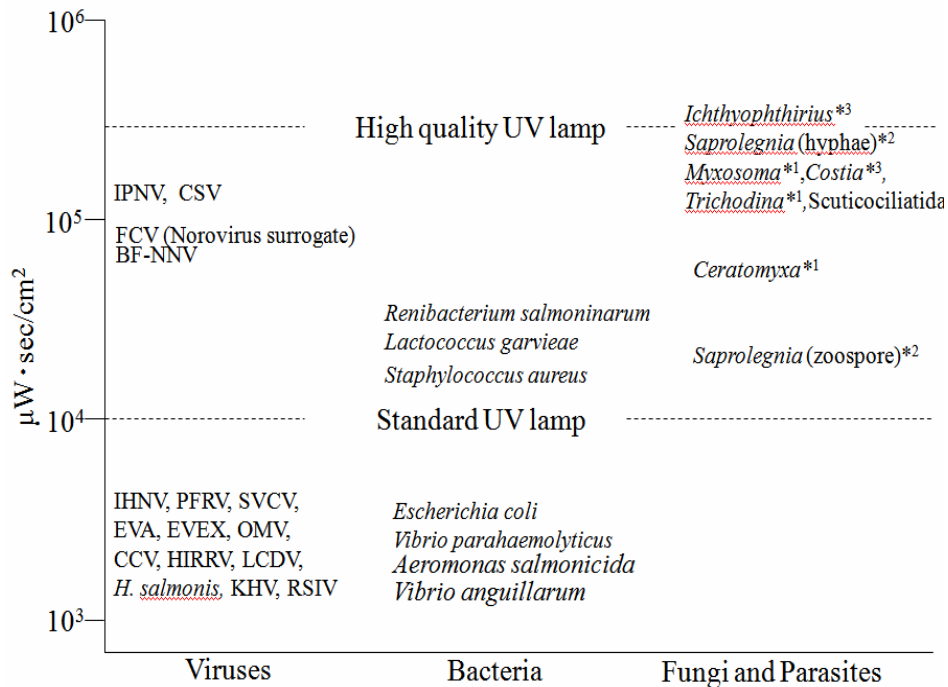 10⁶
High quality UV lamp
Ichthyophthirius*3
Saprolegnia (hyphae)*2
Myxosoma*1,Costia*3,
Trichodina*1,Scuticociliatida
IPNV, CSV
10⁵
FCV (Norovirus surrogate)
BF-NNV
Ceratomyxa*1
Renibacterium salmoninarum
Lactococcus garvieae
Staphylococcus aureus
Saprolegnia (zoospore)*2
μW・sec/cm²
10⁴
Standard UV lamp
IHNV, PFRV, SVCV,
EVA, EVEX, OMV,
CCV, HIRRV, LCDV,
H. salmonis, KHV, RSIV
Escherichia coli
Vibrio parahaemolyticus
Aeromonas salmonicida
Vibrio anguillarum
10³
Viruses
Bacteria
Fungi and Parasites